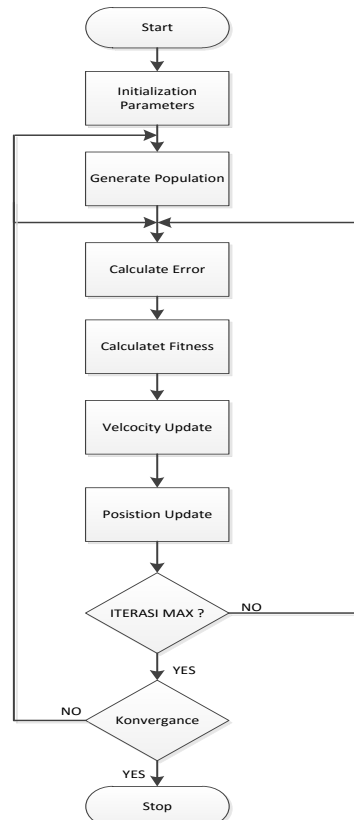 Start
Initialization
Parameters
Generate Population
Calculate Error
Calculatet Fitness
Velcocity Update
Posistion Update
ITERASI MAX ?
NO
YES
NO
Konvergance
YES
Stop